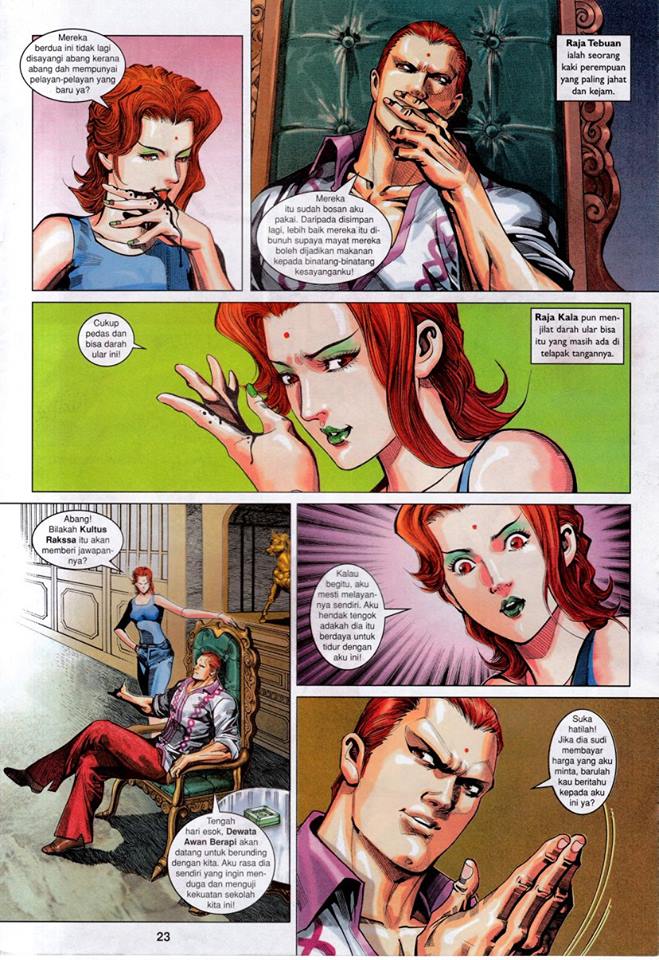 Mereka
berdua ini tidak lagi
disayangi abang kerana
abang dah mempunyai
pelayan-pelayan yang
baru ya?
Raja Tebuan
ialah seorang
kaki perempuan
yang paling jahat
dan kejam.
Mereka
itu sudah bosan aku
pakai. Daripada disimpan
lagi, lebih baik mereka itu di-
bunuh supaya mayat mereka
boleh dijadikan makanan
kepada binatang-binatang
kesayanganku!
Cukup
pedas dan
bisa darah
ular ini!
Raja Kala pun men-
jilat darah ular bisa
itu yang masih ada di
telapak tangannya.
Abang!
Bilakah Kultus
Rakssa itu akan
memberi jawapan-
nya?
Tengah
hari esok, Dewata
Awan Berapi akan
datang untuk berunding
dengan kita. Aku rasa dia
sendiri yang ingin men-
duga dan menguji
kekuatan sekolah
kita ini!
Kalau
begitu, aku
mesti melayan-
nya sendiri. Aku
hendak tengok
adakah dia itu
berdaya untuk
tidur dengan
aku ini!
Suka
hatilah!
Jika dia sudi
membayar
harga yang aku
minta, barulah
kau beritahu
kepada aku
ini ya?
23